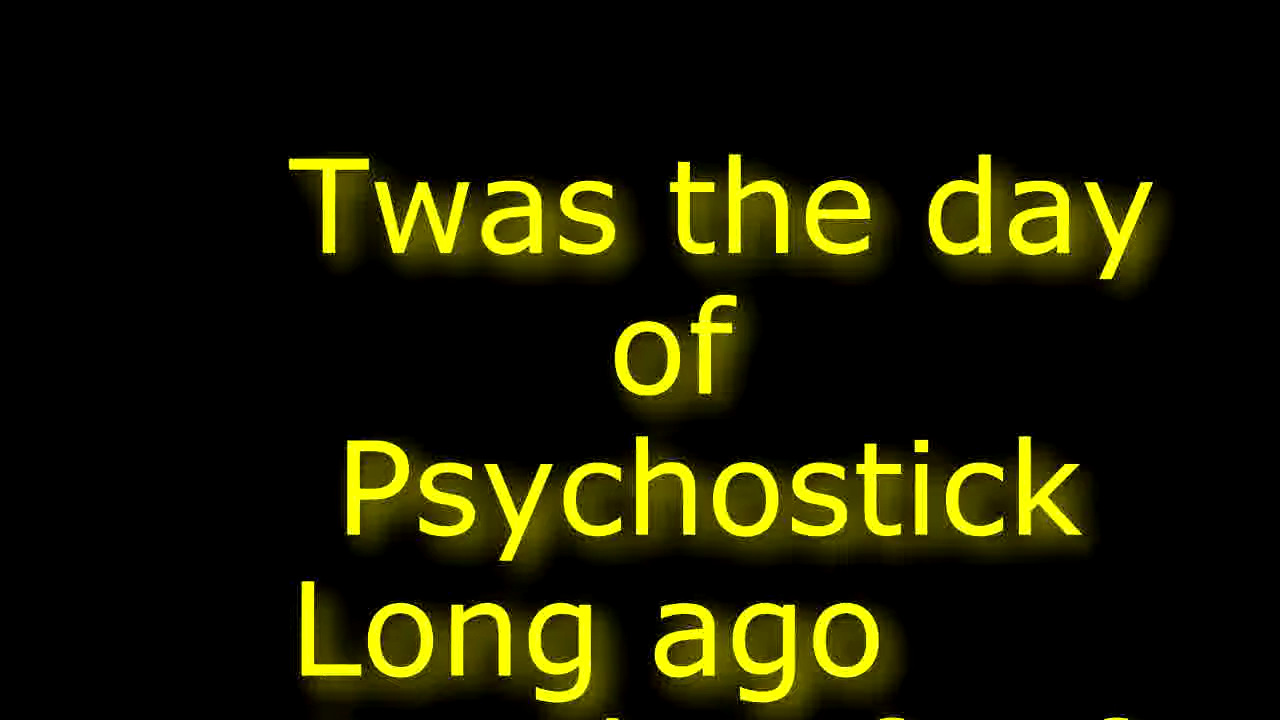 Twas the day
of
Psychostick
Long ago